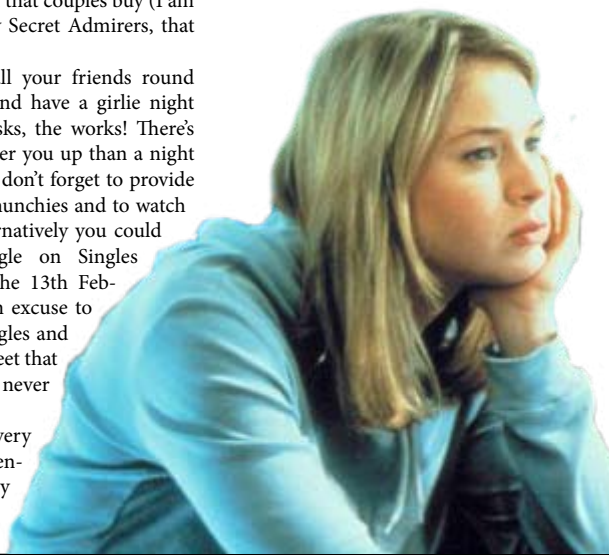 that couples buy (I am
Secret Admirers, that
ll your friends round
nd have a girlie night
sks, the works! There's
er you up than a night
don't forget to provide
unchies and to watch
rnatively you could
gle on Singles
he 13th Feb-
n excuse to
gles and
eet that
never
very
en-
y